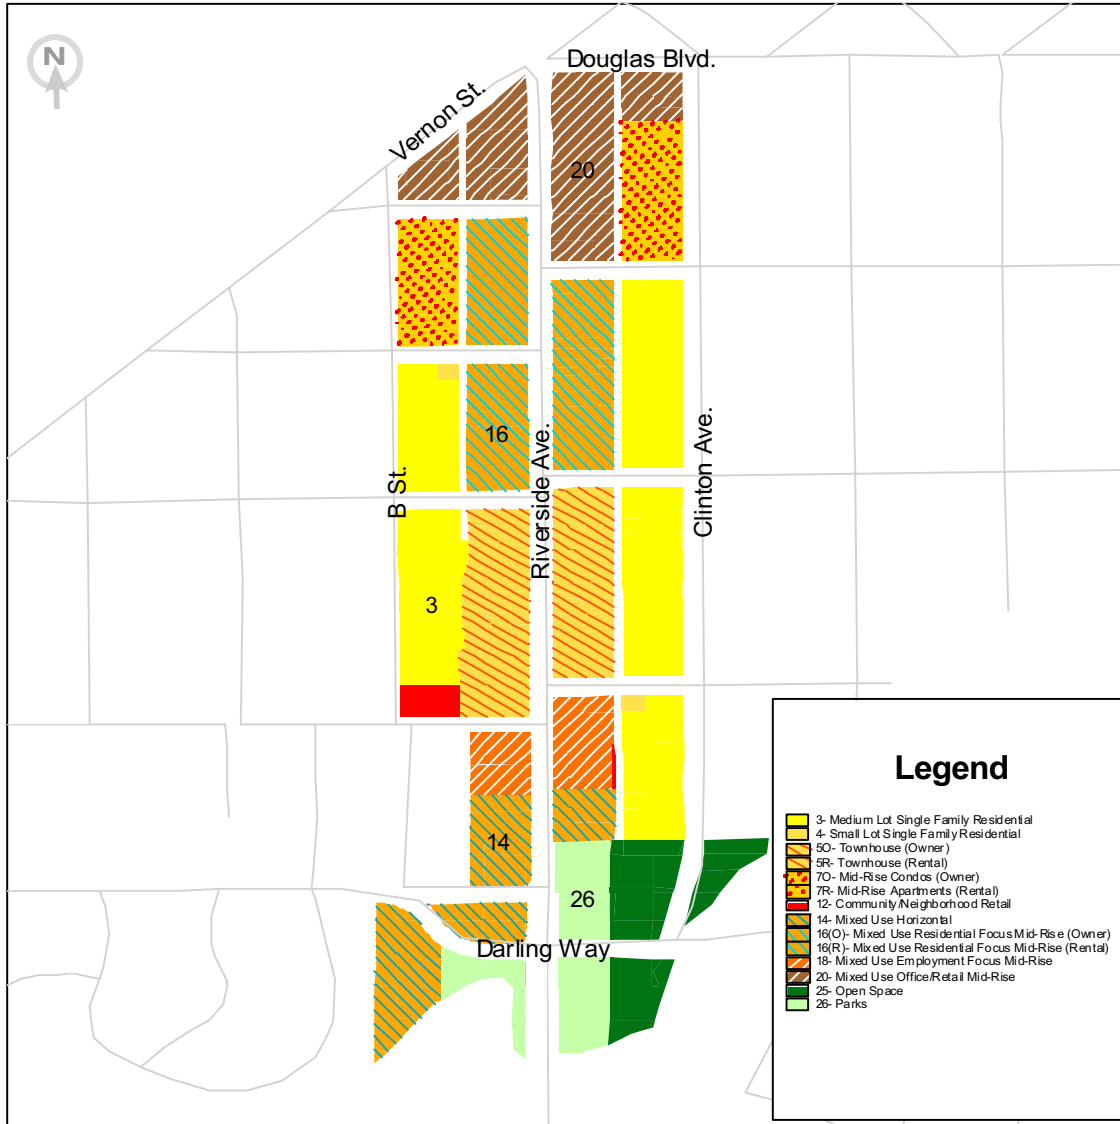 N
Douglas Blvd.
Vernon St.
20
16
Riverside Ave.
B St.
Clinton Ave.
3
14
26
Darling Way
Legend
3- Medium Lot Single Family Residential
4- Small Lot Single Family Residential
5O- Townhouse (Owner)
5R- Townhouse (Rental)
7O- Mid-Rise Condos (Owner)
7R- Mid-Rise Apartments (Rental)
12- Community/Neighborhood Retail
14- Mixed Use Horizontal
16(O)- Mixed Use Residential Focus Mid-Rise (Owner)
16(R)- Mixed Use Residential Focus Mid-Rise (Rental)
18- Mixed Use Employment Focus Mid-Rise
20- Mixed Use Office/Retail Mid-Rise
25- Open Space
26- Parks